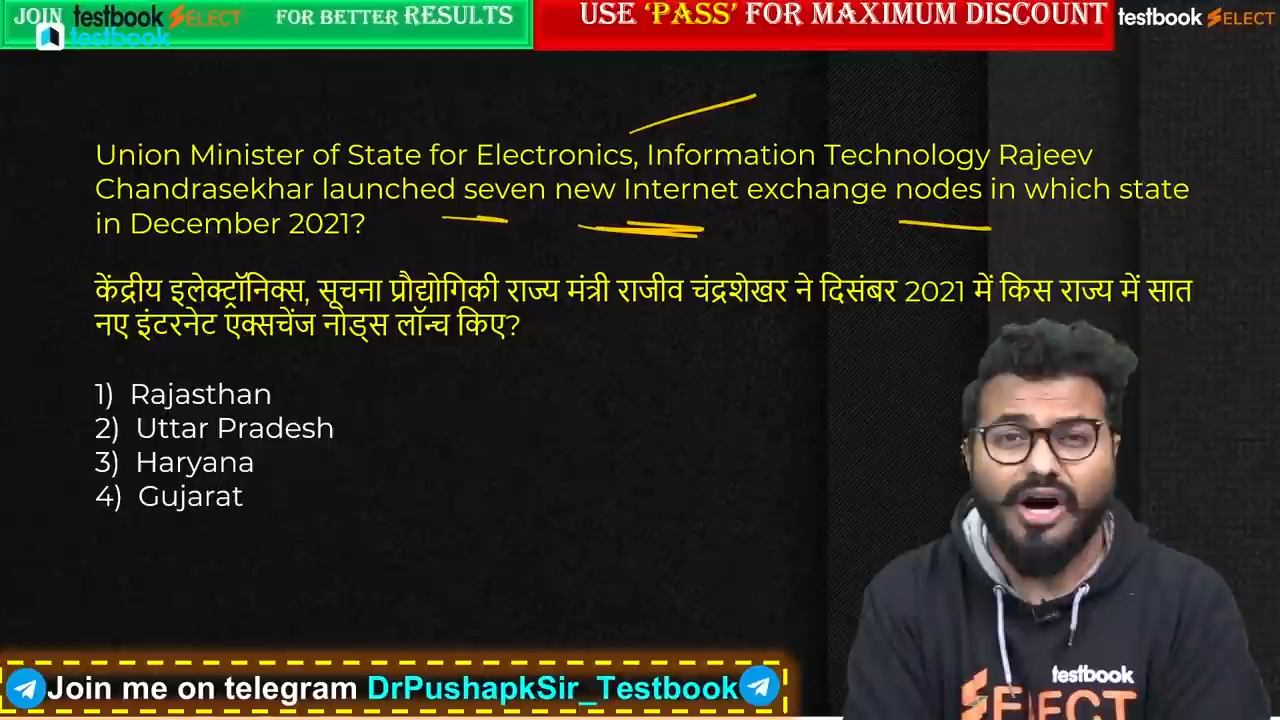 JOIN testbook SELECT FOR BETTER RESULTS USE ‘PASS’ FOR MAXIMUM DISCOUNT testbook SELECT
testbook
Union Minister of State for Electronics, Information Technology Rajeev
Chandrasekhar launched seven new Internet exchange nodes in which state
in December 2021?
केंद्रीय इलेक्ट्रॉनिक्स, सूचना प्रौद्योगिकी राज्य मंत्री राजीव चंद्रशेखर ने दिसंबर 2021 में किस राज्य में सात
नए इंटरनेट एक्सचेंज नोड्स लॉन्च किए?
1) Rajasthan
2) Uttar Pradesh
3) Haryana
4) Gujarat
testbook
SELECT
Join me on telegram DrPushapkSir_Testbook